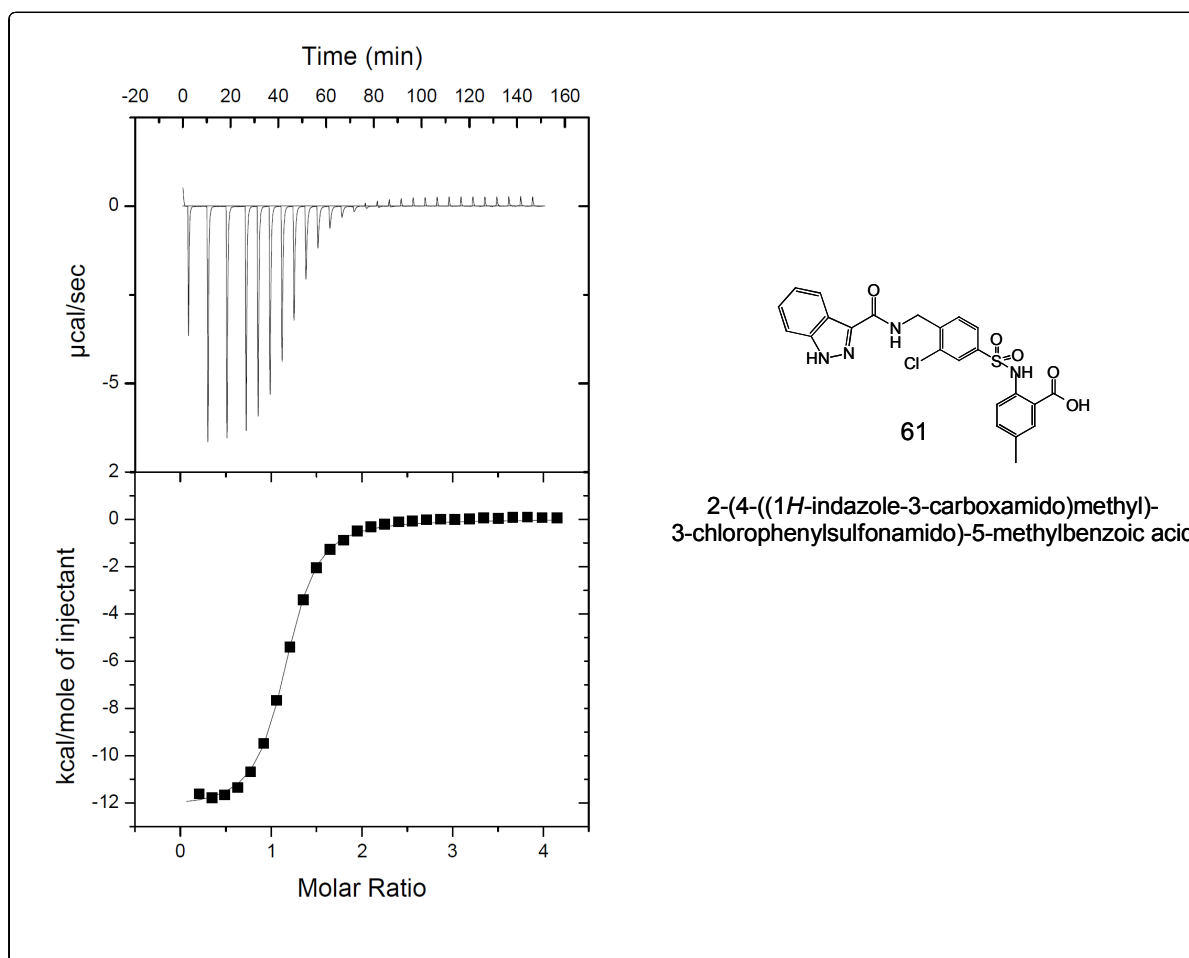 Time (min)
-20 0 20 40 60 80 100 120 140 160
0
-5
µcal/sec
2
0
-2
-4
-6
-8
-10
-12
kcal/mole of injectant
0 1 2 3 4
Molar Ratio
O
N
H
HN N
Cl
S
O
O
NH
O
OH
61
2-(4-((1H-indazole-3-carboxamido)methyl)-
3-chlorophenylsulfonamido)-5-methylbenzoic acid